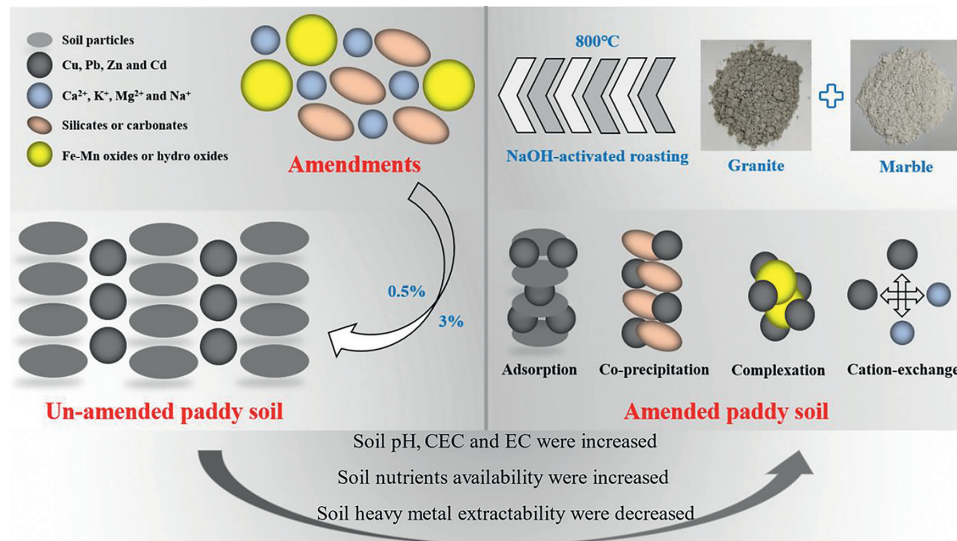 Soil particles
Cu, Pb, Zn and Cd
Ca²⁺, K⁺, Mg²⁺ and Na⁺
Silicates or carbonates
Fe-Mn oxides or hydro oxides
Amendments
800℃
NaOH-activated roasting
Granite
Marble
0.5%
3%
Un-amended paddy soil
Adsorption
Co-precipitation
Complexation
Cation-exchange
Amended paddy soil
Soil pH, CEC and EC were increased
Soil nutrients availability were increased
Soil heavy metal extractability were decreased